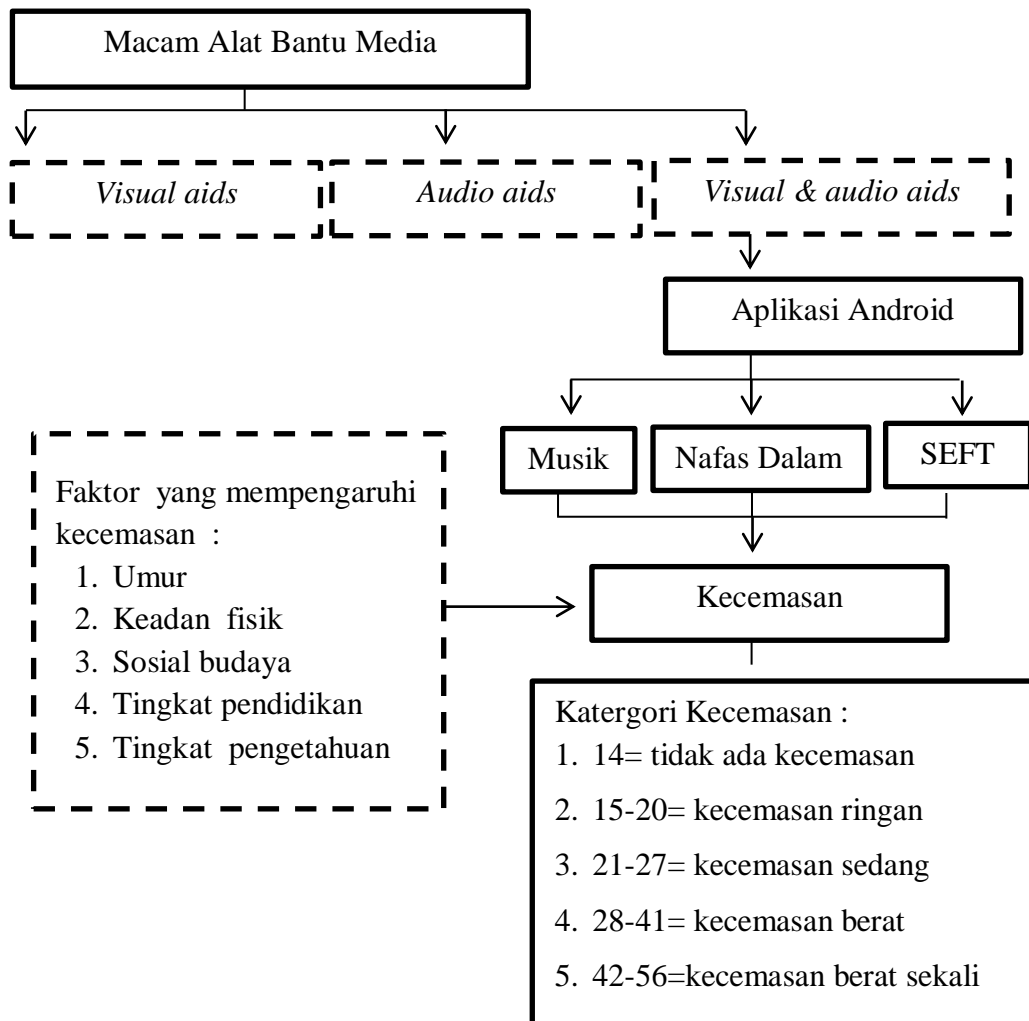 Macam Alat Bantu Media
Visual aids
Audio aids
Visual & audio aids
Aplikasi Android
Musik
Nafas Dalam
SEFT
Faktor yang mempengaruhi
kecemasan :
1. Umur
2. Keadan fisik
3. Sosial budaya
4. Tingkat pendidikan
5. Tingkat pengetahuan
Kecemasan
Katergori Kecemasan :
1. 14= tidak ada kecemasan
2. 15-20= kecemasan ringan
3. 21-27= kecemasan sedang
4. 28-41= kecemasan berat
5. 42-56=kecemasan berat sekali